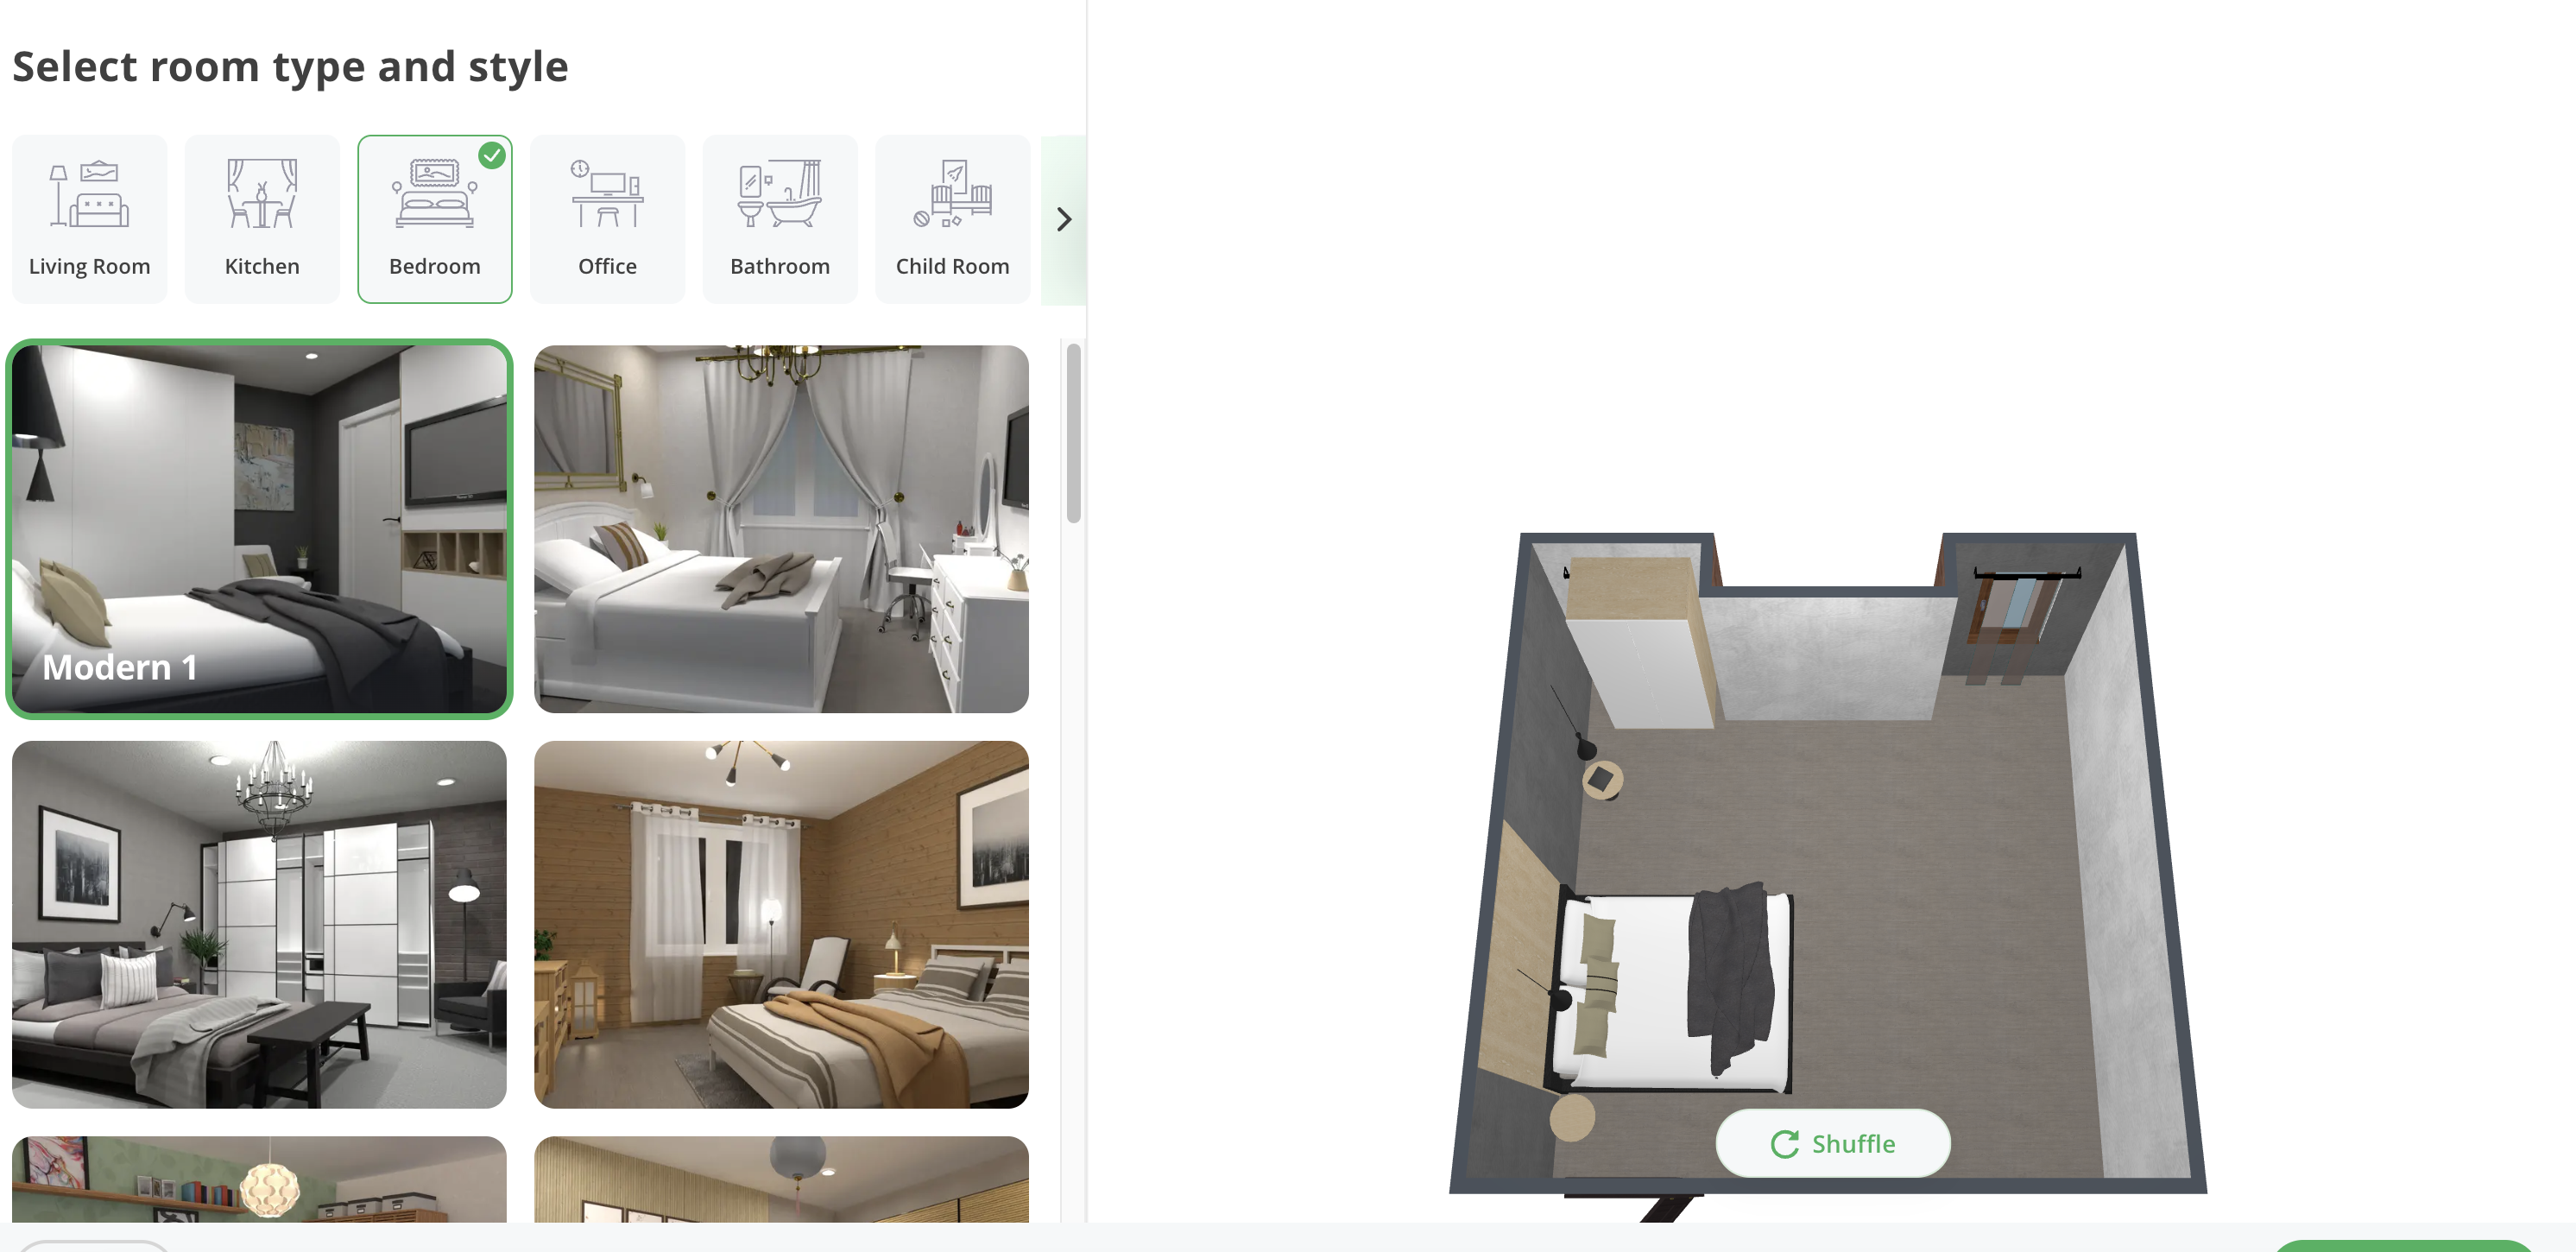 Select room type and style
Living Room
Kitchen
Bedroom
Office
Bathroom
Child Room
Modern 1
Shuffle